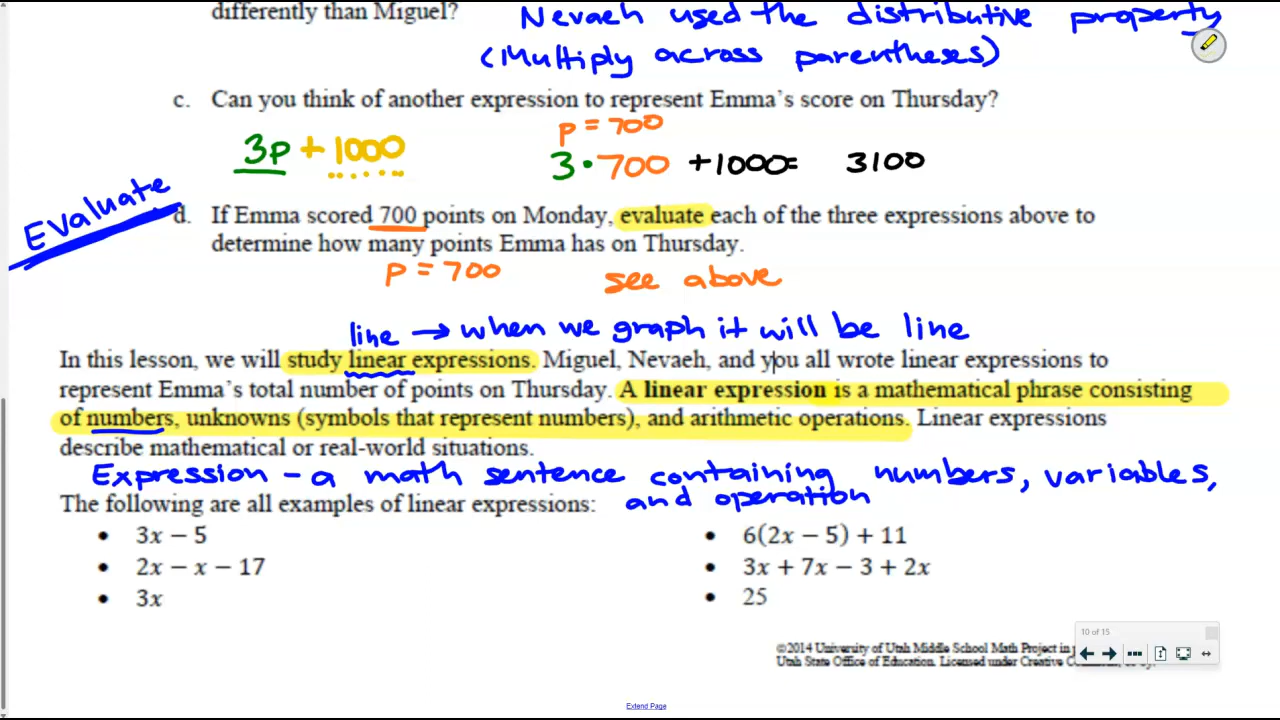 differently than Miguel?
Nevaeh used the distributive property
(Multiply across parentheses)
c. Can you think of another expression to represent Emma's score on Thursday?
p = 700
3p + 1000
3 • 700 + 1000 = 3100
Evaluate
d. If Emma scored 700 points on Monday, evaluate each of the three expressions above to
determine how many points Emma has on Thursday.
p = 700 see above
line → when we graph it will be line
In this lesson, we will study linear expressions. Miguel, Nevaeh, and you all wrote linear expressions to
represent Emma's total number of points on Thursday. A linear expression is a mathematical phrase consisting
of numbers, unknowns (symbols that represent numbers), and arithmetic operations. Linear expressions
describe mathematical or real-world situations.
Expression - a math sentence containing numbers, variables,
and operation
The following are all examples of linear expressions:
• 3x − 5
• 2x − x − 17
• 3x
• 6(2x − 5) + 11
• 3x + 7x − 3 + 2x
• 25
10 of 15
©2014 University of Utah Middle School Math Project in
Utah State Office of Education. Licensed under Creative
Extend Page